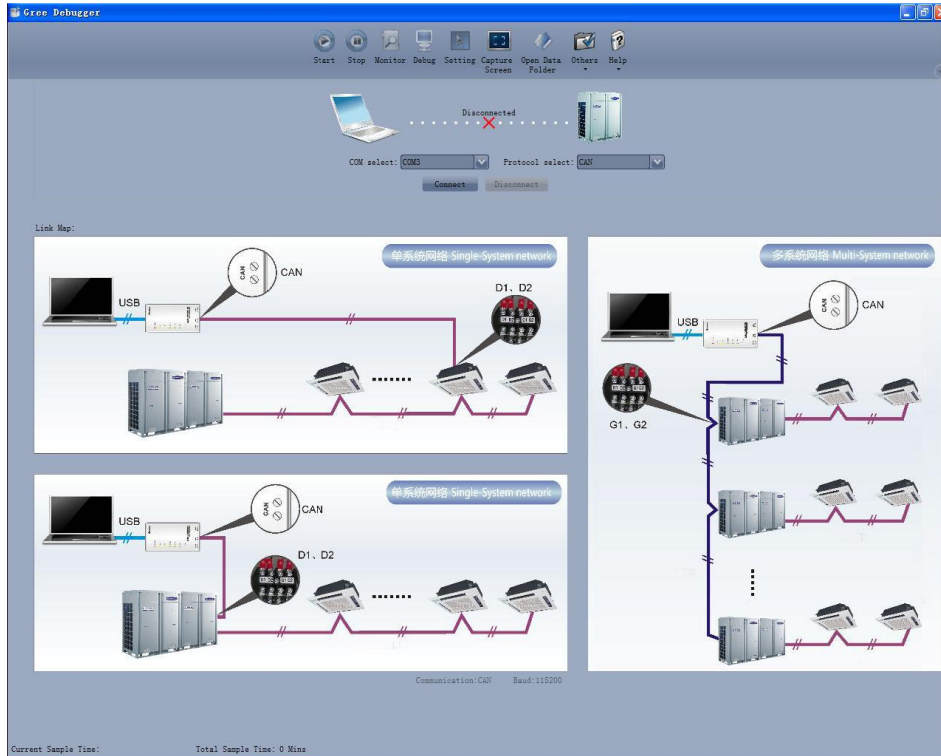 Gree Debugger
Start Stop Monitor Debug Setting Capture Screen Open Data Folder Others Help
Disconnected
COM select: COM3 Protocol select: CAN
Connect Disconnect
Link Map:
单系统网络 Single-System network
CAN
CAN
USB
D1、D2
单系统网络 Single-System network
CAN
CAN
USB
D1、D2
多系统网络 Multi-System network
CAN
CAN
USB
G1、G2
Communication:CAN Baud:115200
Current Sample Time: Total Sample Time: 0 Mins